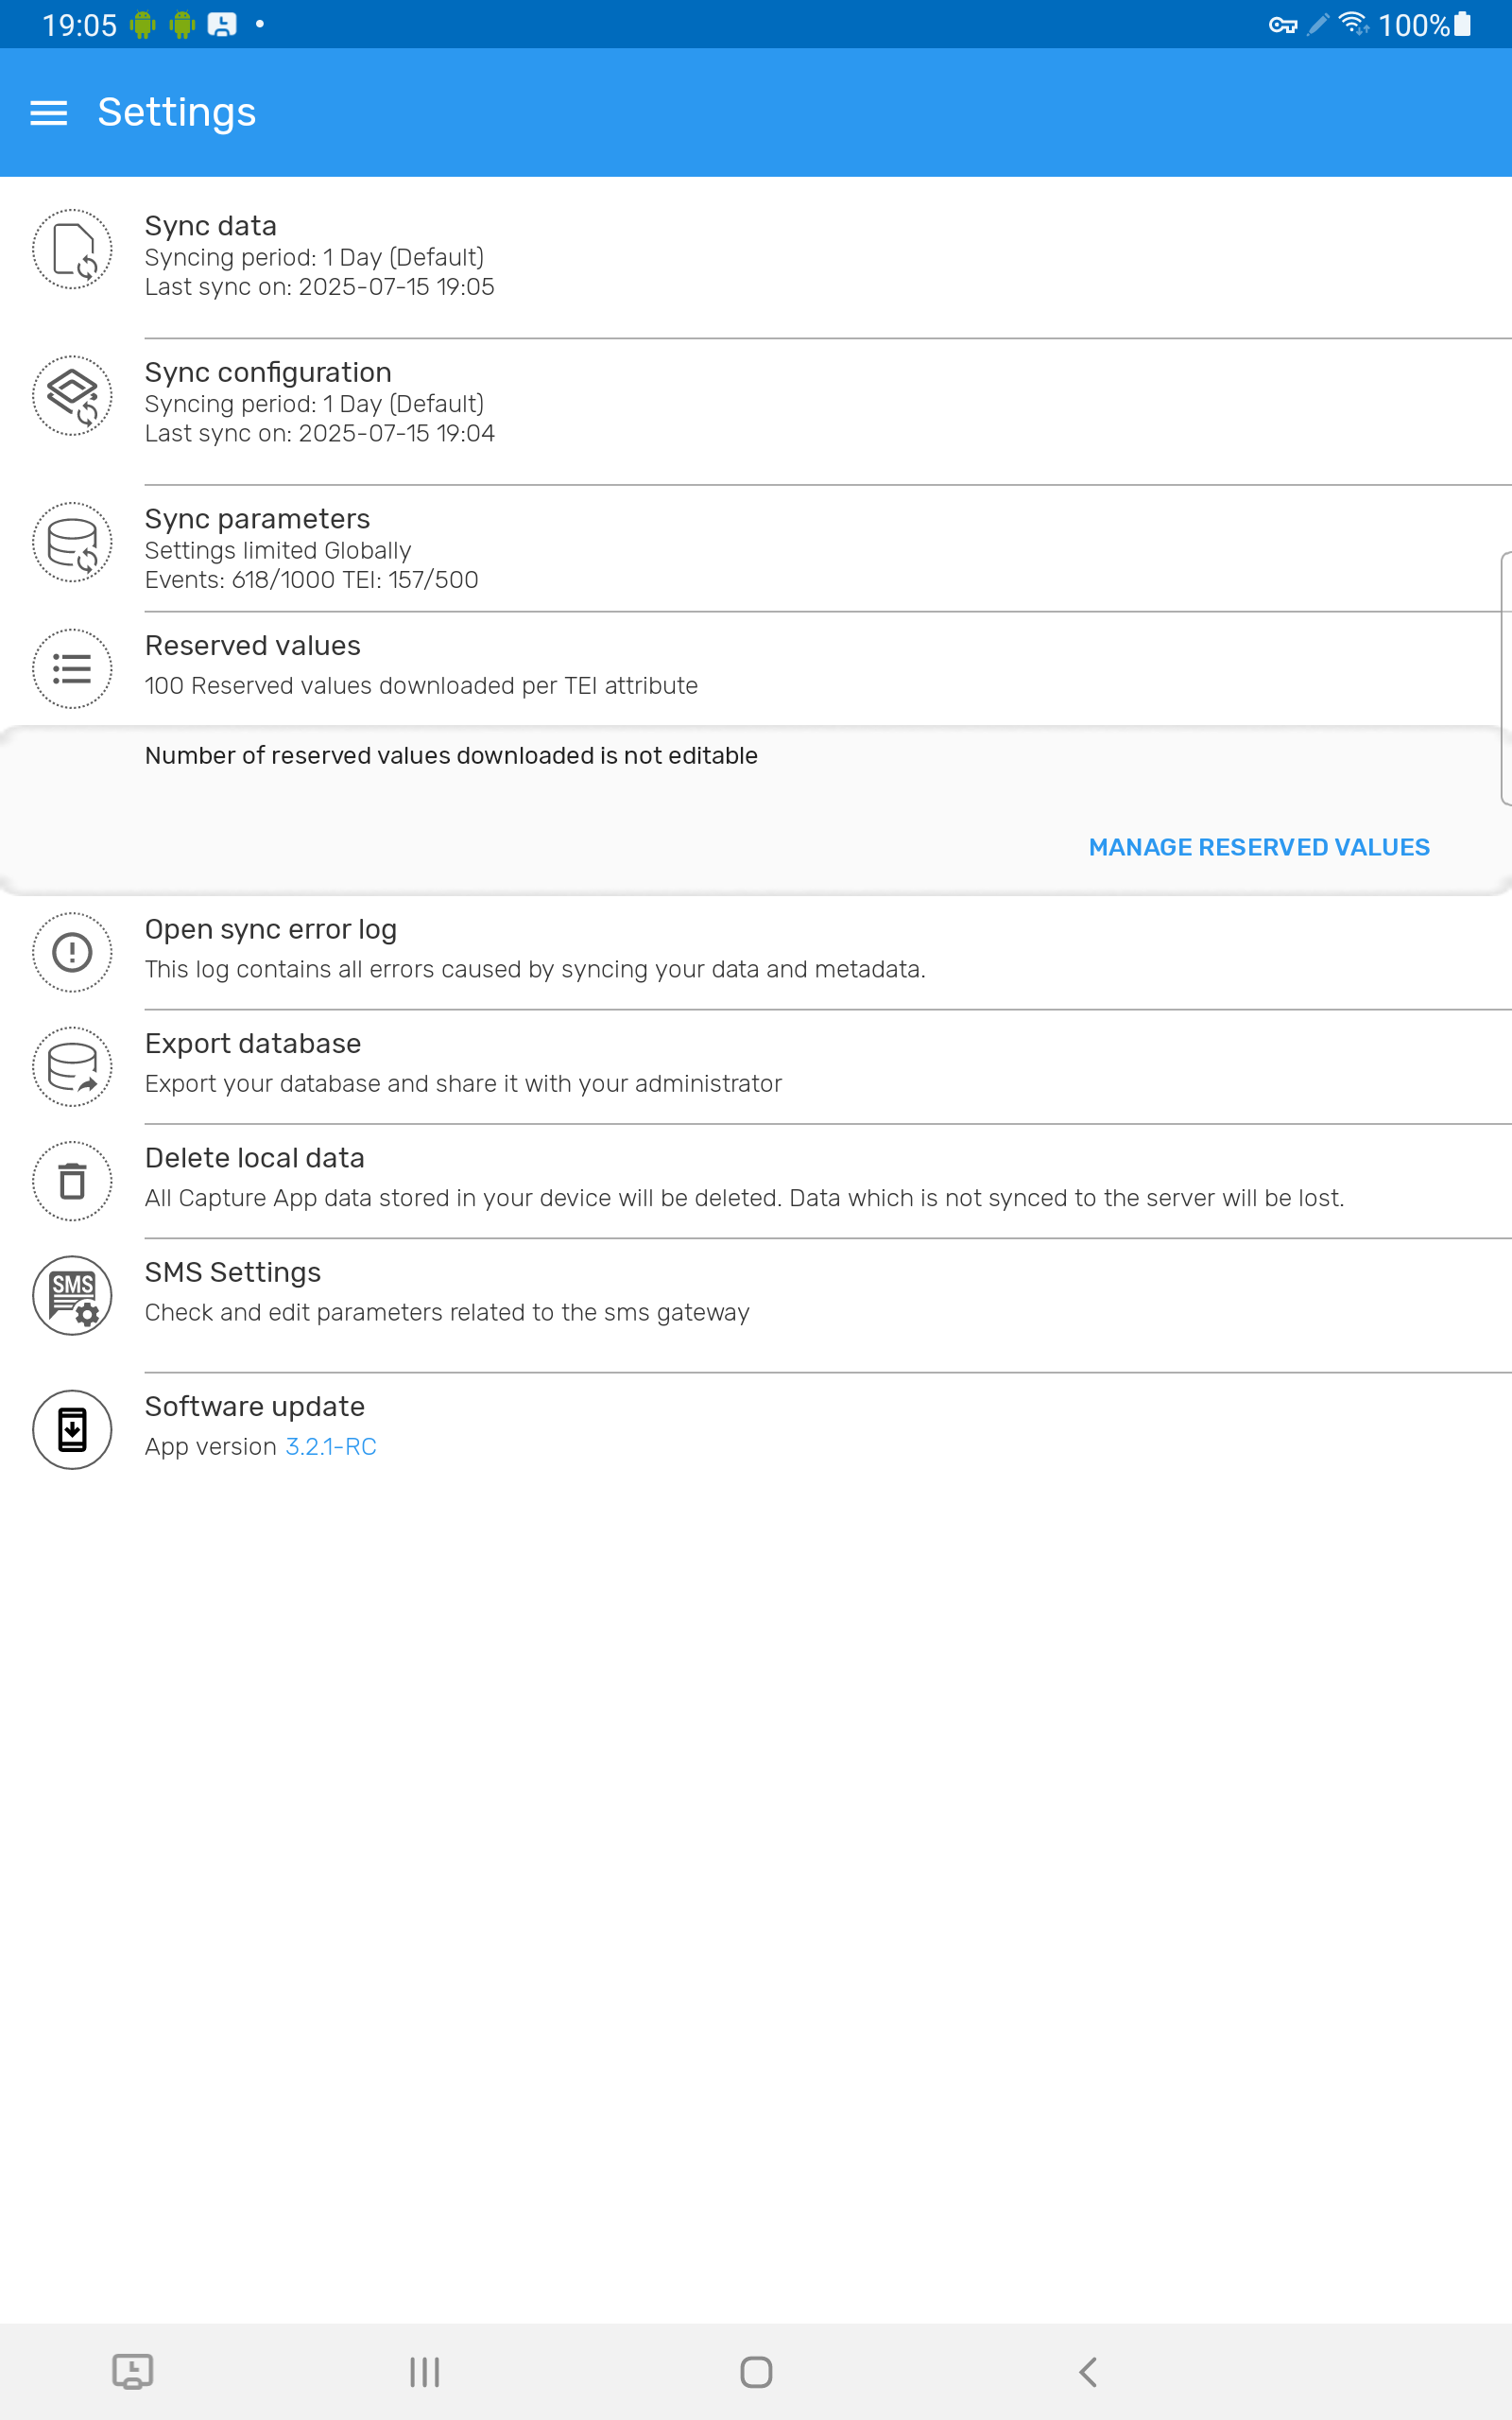 19:05
100%
Settings
Sync data
Syncing period: 1 Day (Default)
Last sync on: 2025-07-15 19:05
Sync configuration
Syncing period: 1 Day (Default)
Last sync on: 2025-07-15 19:04
Sync parameters
Settings limited Globally
Events: 618/1000 TEI: 157/500
Reserved values
100 Reserved values downloaded per TEI attribute
Number of reserved values downloaded is not editable
MANAGE RESERVED VALUES
Open sync error log
This log contains all errors caused by syncing your data and metadata.
Export database
Export your database and share it with your administrator
Delete local data
All Capture App data stored in your device will be deleted. Data which is not synced to the server will be lost.
SMS
SMS Settings
Check and edit parameters related to the sms gateway
Software update
App version 3.2.1-RC